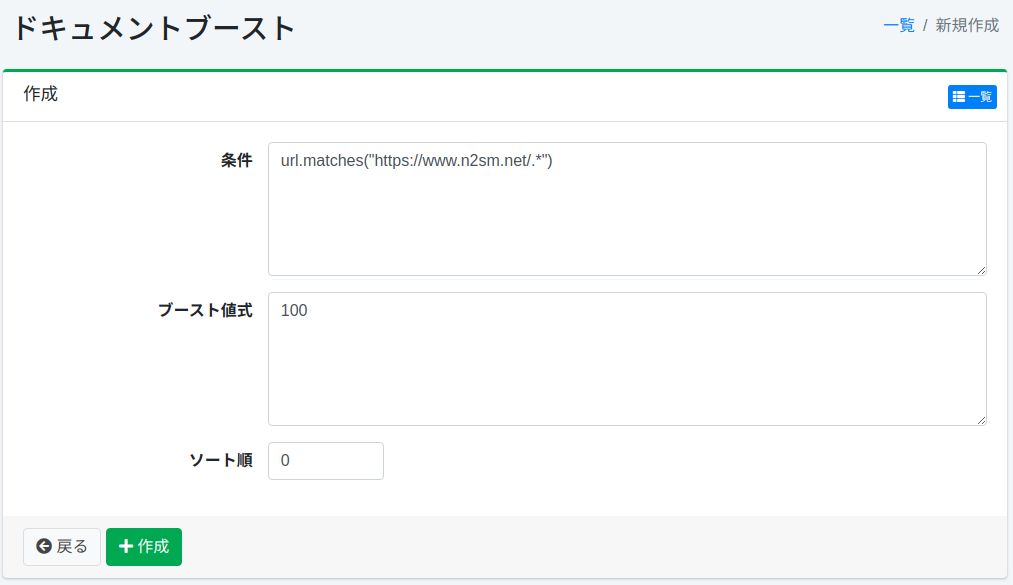 ドキュメントブースト
一覧 / 新規作成
作成
一覧
条件
url.matches("https://www.n2sm.net/.*")
ブースト値式
100
ソート順
0
戻る
作成